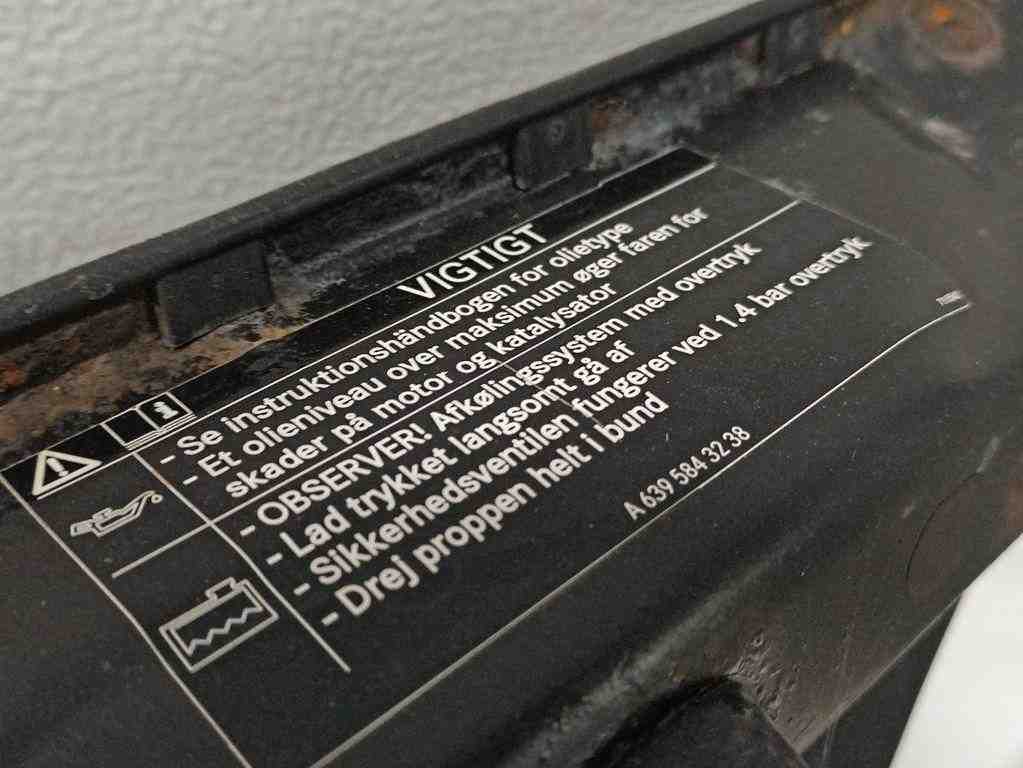 VIGTIGT
- Se instruktionshändbogen for olietype
- Et olieniveau over maksimum øger faren for
skader på motor og katalysator
- OBSERVER! Afkølingssystem med overtryk
- Lad trykket langsomt gå af
- Sikkerhedsventilen fungerer ved 1.4 bar overtryk
- Drej proppen helt i bund
A 639 584 32 38